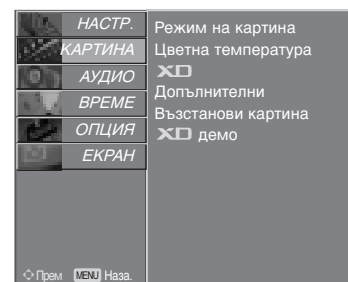 НАСТР.
КАРТИНА
АУДИО
ВРЕМЕ
ОПЦИЯ
ЕКРАН
Прем MENU Наза.
Режим на картина
Цветна температура
XD
Допълнителни
Възстанови картина
XD демо